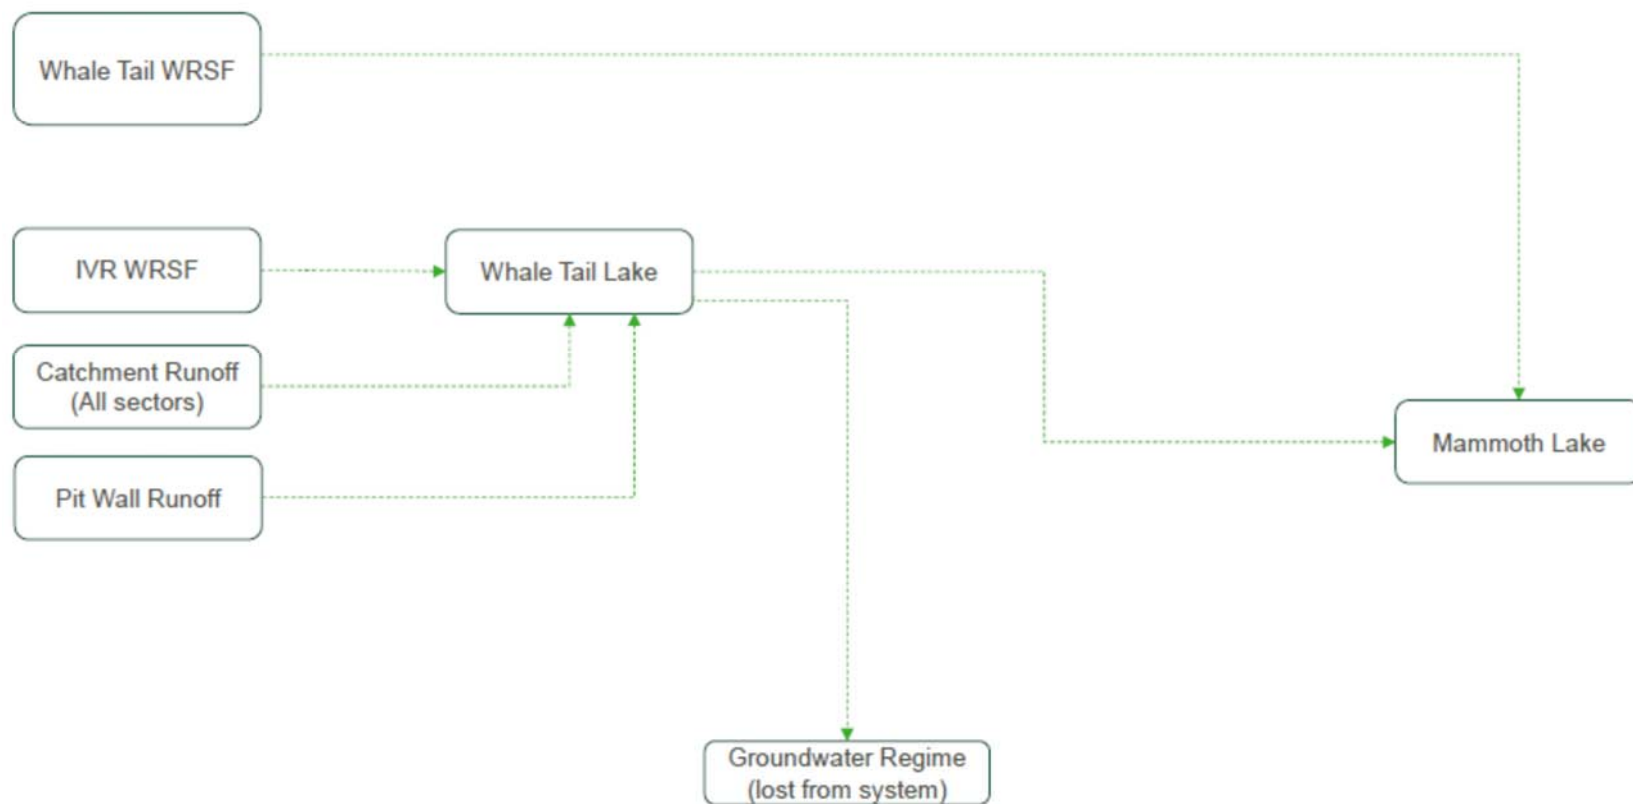 Whale Tail WRSF
IVR WRSF
Whale Tail Lake
Catchment Runoff
(All sectors)
Mammoth Lake
Pit Wall Runoff
Groundwater Regime
(lost from system)